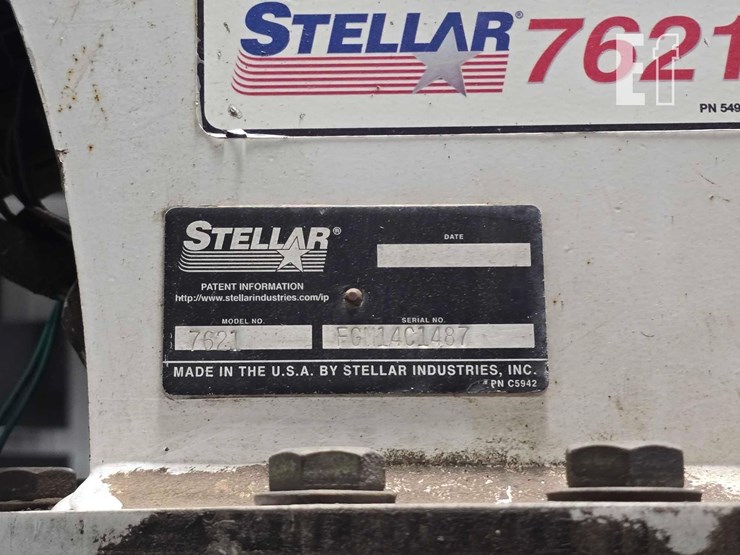 STELLAR® 7621
PN 549
STELLAR®
DATE
PATENT INFORMATION
http://www.stellarindustries.com/ip
MODEL NO.
SERIAL NO.
7621
MADE IN THE U.S.A. BY STELLAR INDUSTRIES, INC.
PN C5942